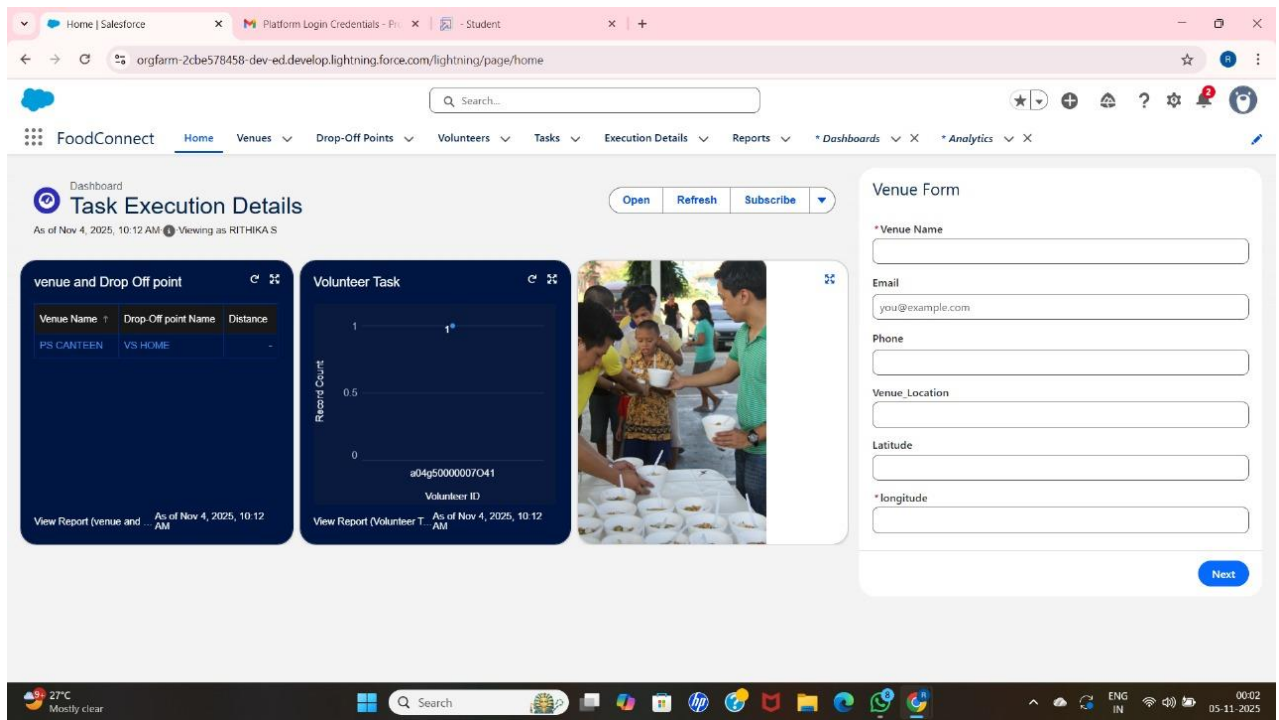 Home | Salesforce
Platform Login Credentials - Pr
- Student
orgfarm-2cbe578458-dev-ed.develop.lightning.force.com/lightning/page/home
R
Search...
2
FoodConnect Home Venues Drop-Off Points Volunteers Tasks Execution Details Reports * Dashboards * Analytics
Dashboard
Task Execution Details
As of Nov 4, 2025, 10:12 AM Viewing as RITHIKA S
Open Refresh Subscribe
venue and Drop Off point
Venue Name ↑ Drop-Off point Name Distance
PS CANTEEN VS HOME -
View Report (venue and ...
As of Nov 4, 2025, 10:12 AM
Volunteer Task
1
0.5
0
1
Record Count
a04g50000007O41
Volunteer ID
View Report (Volunteer T...
As of Nov 4, 2025, 10:12 AM
Venue Form
*Venue Name
Email
you@example.com
Phone
Venue_Location
Latitude
*longitude
Next
9+
27°C
Mostly clear
Search
hp
8
ENG
IN
00:02
05-11-2025